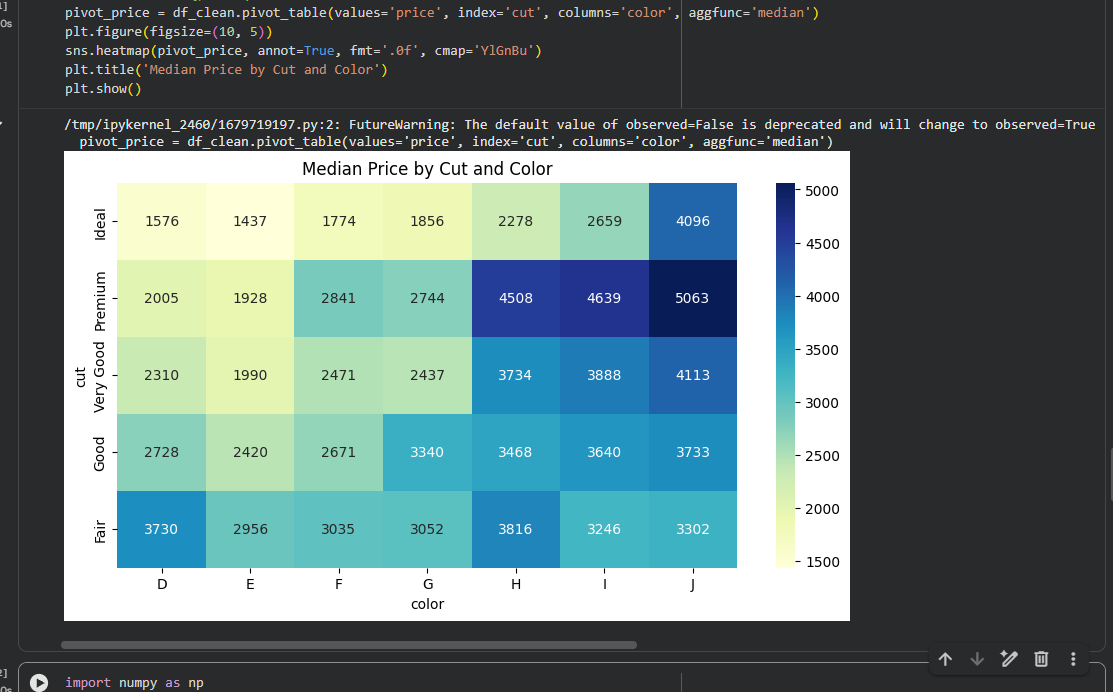 pivot_price = df_clean.pivot_table(values='price', index='cut', columns='color', aggfunc='median')
plt.figure(figsize=(10, 5))
sns.heatmap(pivot_price, annot=True, fmt='.0f', cmap='YlGnBu')
plt.title('Median Price by Cut and Color')
plt.show()
/tmp/ipykernel_2460/1679719197.py:2: FutureWarning: The default value of observed=False is deprecated and will change to observed=True
pivot_price = df_clean.pivot_table(values='price', index='cut', columns='color', aggfunc='median')
Median Price by Cut and Color
Ideal 1576 1437 1774 1856 2278 2659 4096
Premium 2005 1928 2841 2744 4508 4639 5063
Very Good 2310 1990 2471 2437 3734 3888 4113
Good 2728 2420 2671 3340 3468 3640 3733
Fair 3730 2956 3035 3052 3816 3246 3302
cut
D E F G H I J
color
5000
4500
4000
3500
3000
2500
2000
1500
import numpy as np